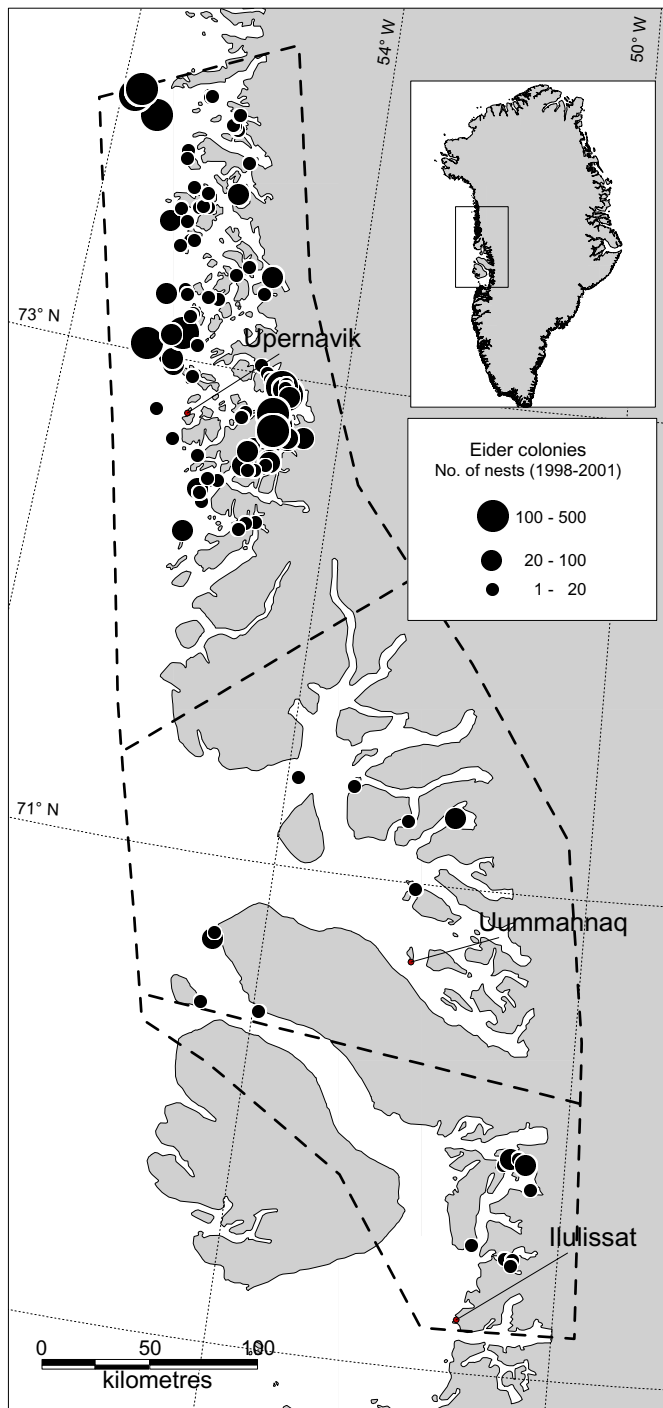 54° W
50° W
73° N
Upernavik
Eider colonies
No. of nests (1998-2001)
100 - 500
20 - 100
1 - 20
71° N
Uummannaq
Ilulissat
0 50 100
kilometres